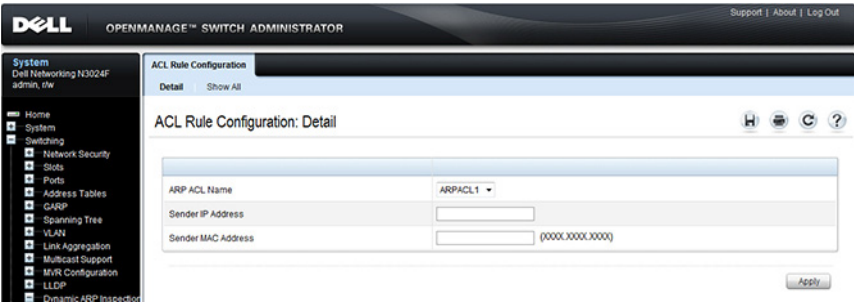 Support | About | Log Out
DELL OPENMANAGE™ SWITCH ADMINISTRATOR
System
Dell Networking N3024F
admin, r/w
Home
System
Switching
Network Security
Slots
Ports
Address Tables
GARP
Spanning Tree
VLAN
Link Aggregation
Multicast Support
MVR Configuration
LLDP
Dynamic ARP Inspection
ACL Rule Configuration
Detail Show All
ACL Rule Configuration: Detail
ARP ACL Name ARPACL1
Sender IP Address
Sender MAC Address (XXXX.XXXX.XXXX)
Apply